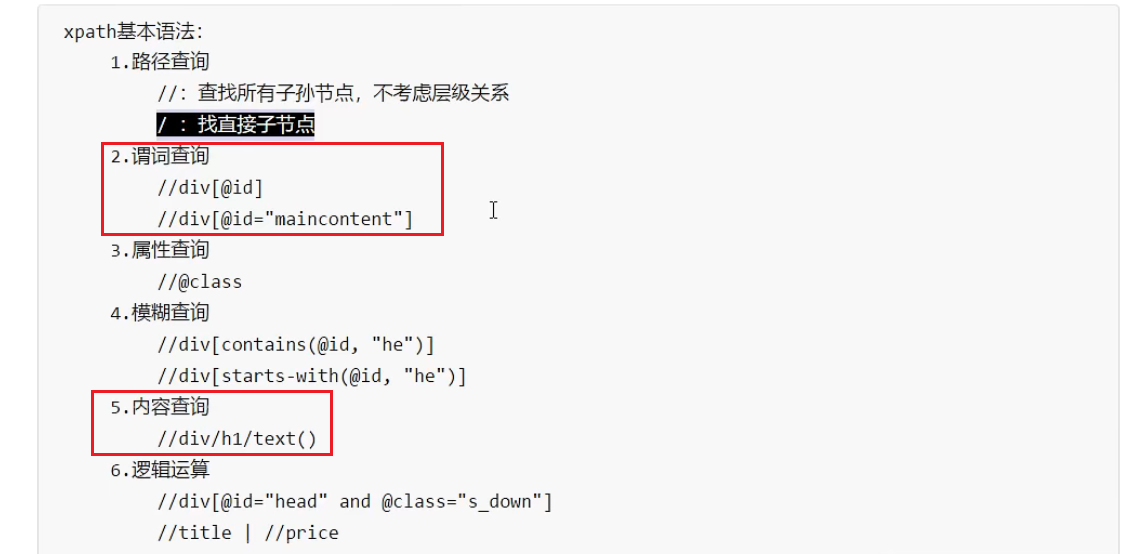 xpath基本语法：
1.路径查询
//：查找所有子孙节点，不考虑层级关系
/ ：找直接子节点
2.谓词查询
//div[@id]
//div[@id="maincontent"]
3.属性查询
//@class
4.模糊查询
//div[contains(@id, "he")]
//div[starts-with(@id, "he")]
5.内容查询
//div/h1/text()
6.逻辑运算
//div[@id="head" and @class="s_down"]
//title | //price